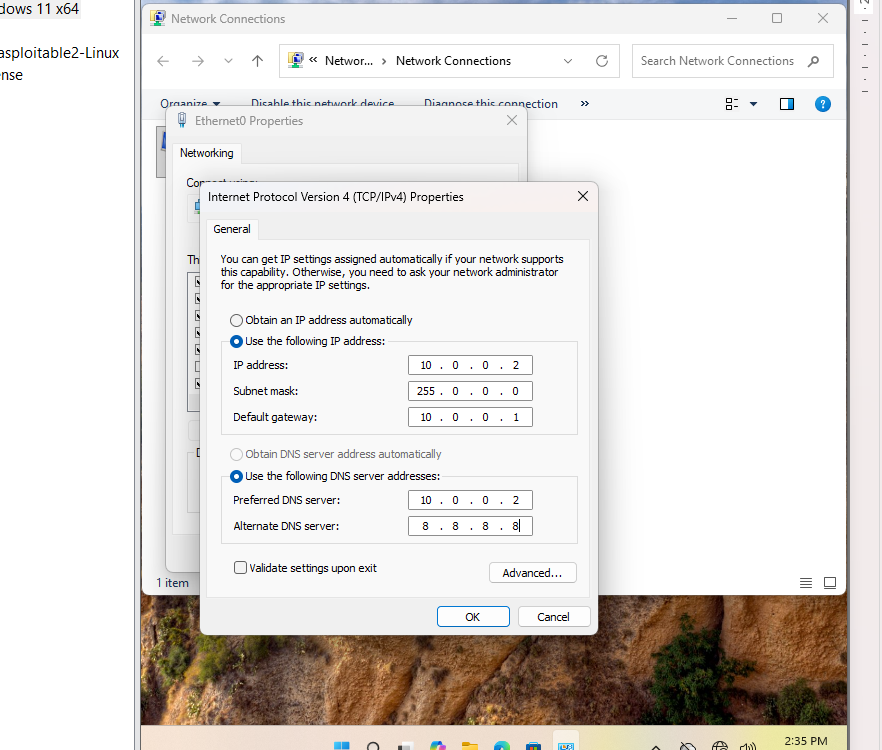 ndows 11 x64
asploitable2-Linux
ense
Network Connections
« Networ... › Network Connections
Search Network Connections
Organize
Disable this network device
Diagnose this connection
»
Ethernet0 Properties
Networking
Connect using:
Th
Internet Protocol Version 4 (TCP/IPv4) Properties
General
You can get IP settings assigned automatically if your network supports
this capability. Otherwise, you need to ask your network administrator
for the appropriate IP settings.
Obtain an IP address automatically
Use the following IP address:
IP address: 10 . 0 . 0 . 2
Subnet mask: 255 . 0 . 0 . 0
Default gateway: 10 . 0 . 0 . 1
Obtain DNS server address automatically
Use the following DNS server addresses:
Preferred DNS server: 10 . 0 . 0 . 2
Alternate DNS server: 8 . 8 . 8 . 8
Validate settings upon exit
Advanced...
OK
Cancel
1 item
2:35 PM